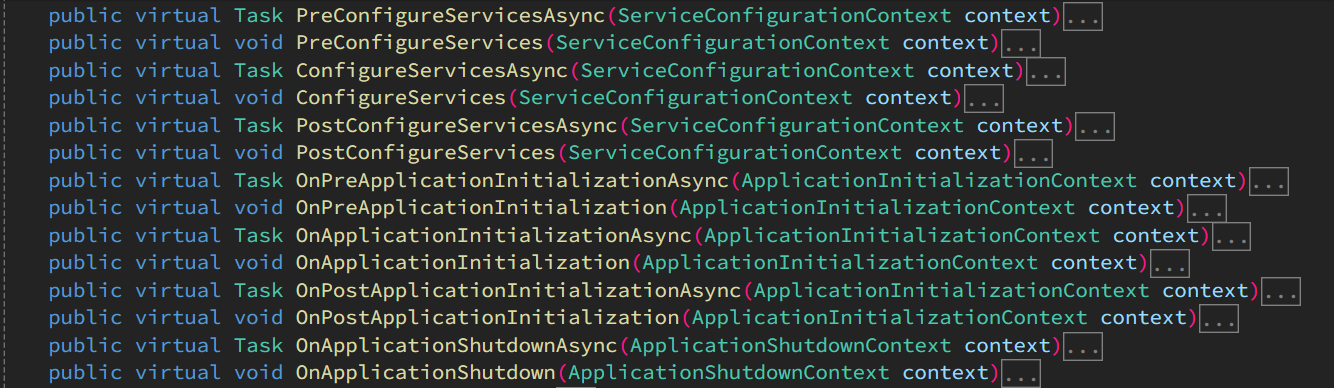 public virtual Task PreConfigureServicesAsync(ServiceConfigurationContext context)...
public virtual void PreConfigureServices(ServiceConfigurationContext context)...
public virtual Task ConfigureServicesAsync(ServiceConfigurationContext context)...
public virtual void ConfigureServices(ServiceConfigurationContext context)...
public virtual Task PostConfigureServicesAsync(ServiceConfigurationContext context)...
public virtual void PostConfigureServices(ServiceConfigurationContext context)...
public virtual Task OnPreApplicationInitializationAsync(ApplicationInitializationContext context)...
public virtual void OnPreApplicationInitialization(ApplicationInitializationContext context)...
public virtual Task OnApplicationInitializationAsync(ApplicationInitializationContext context)...
public virtual void OnApplicationInitialization(ApplicationInitializationContext context)...
public virtual Task OnPostApplicationInitializationAsync(ApplicationInitializationContext context)...
public virtual void OnPostApplicationInitialization(ApplicationInitializationContext context)...
public virtual Task OnApplicationShutdownAsync(ApplicationShutdownContext context)...
public virtual void OnApplicationShutdown(ApplicationShutdownContext context)...